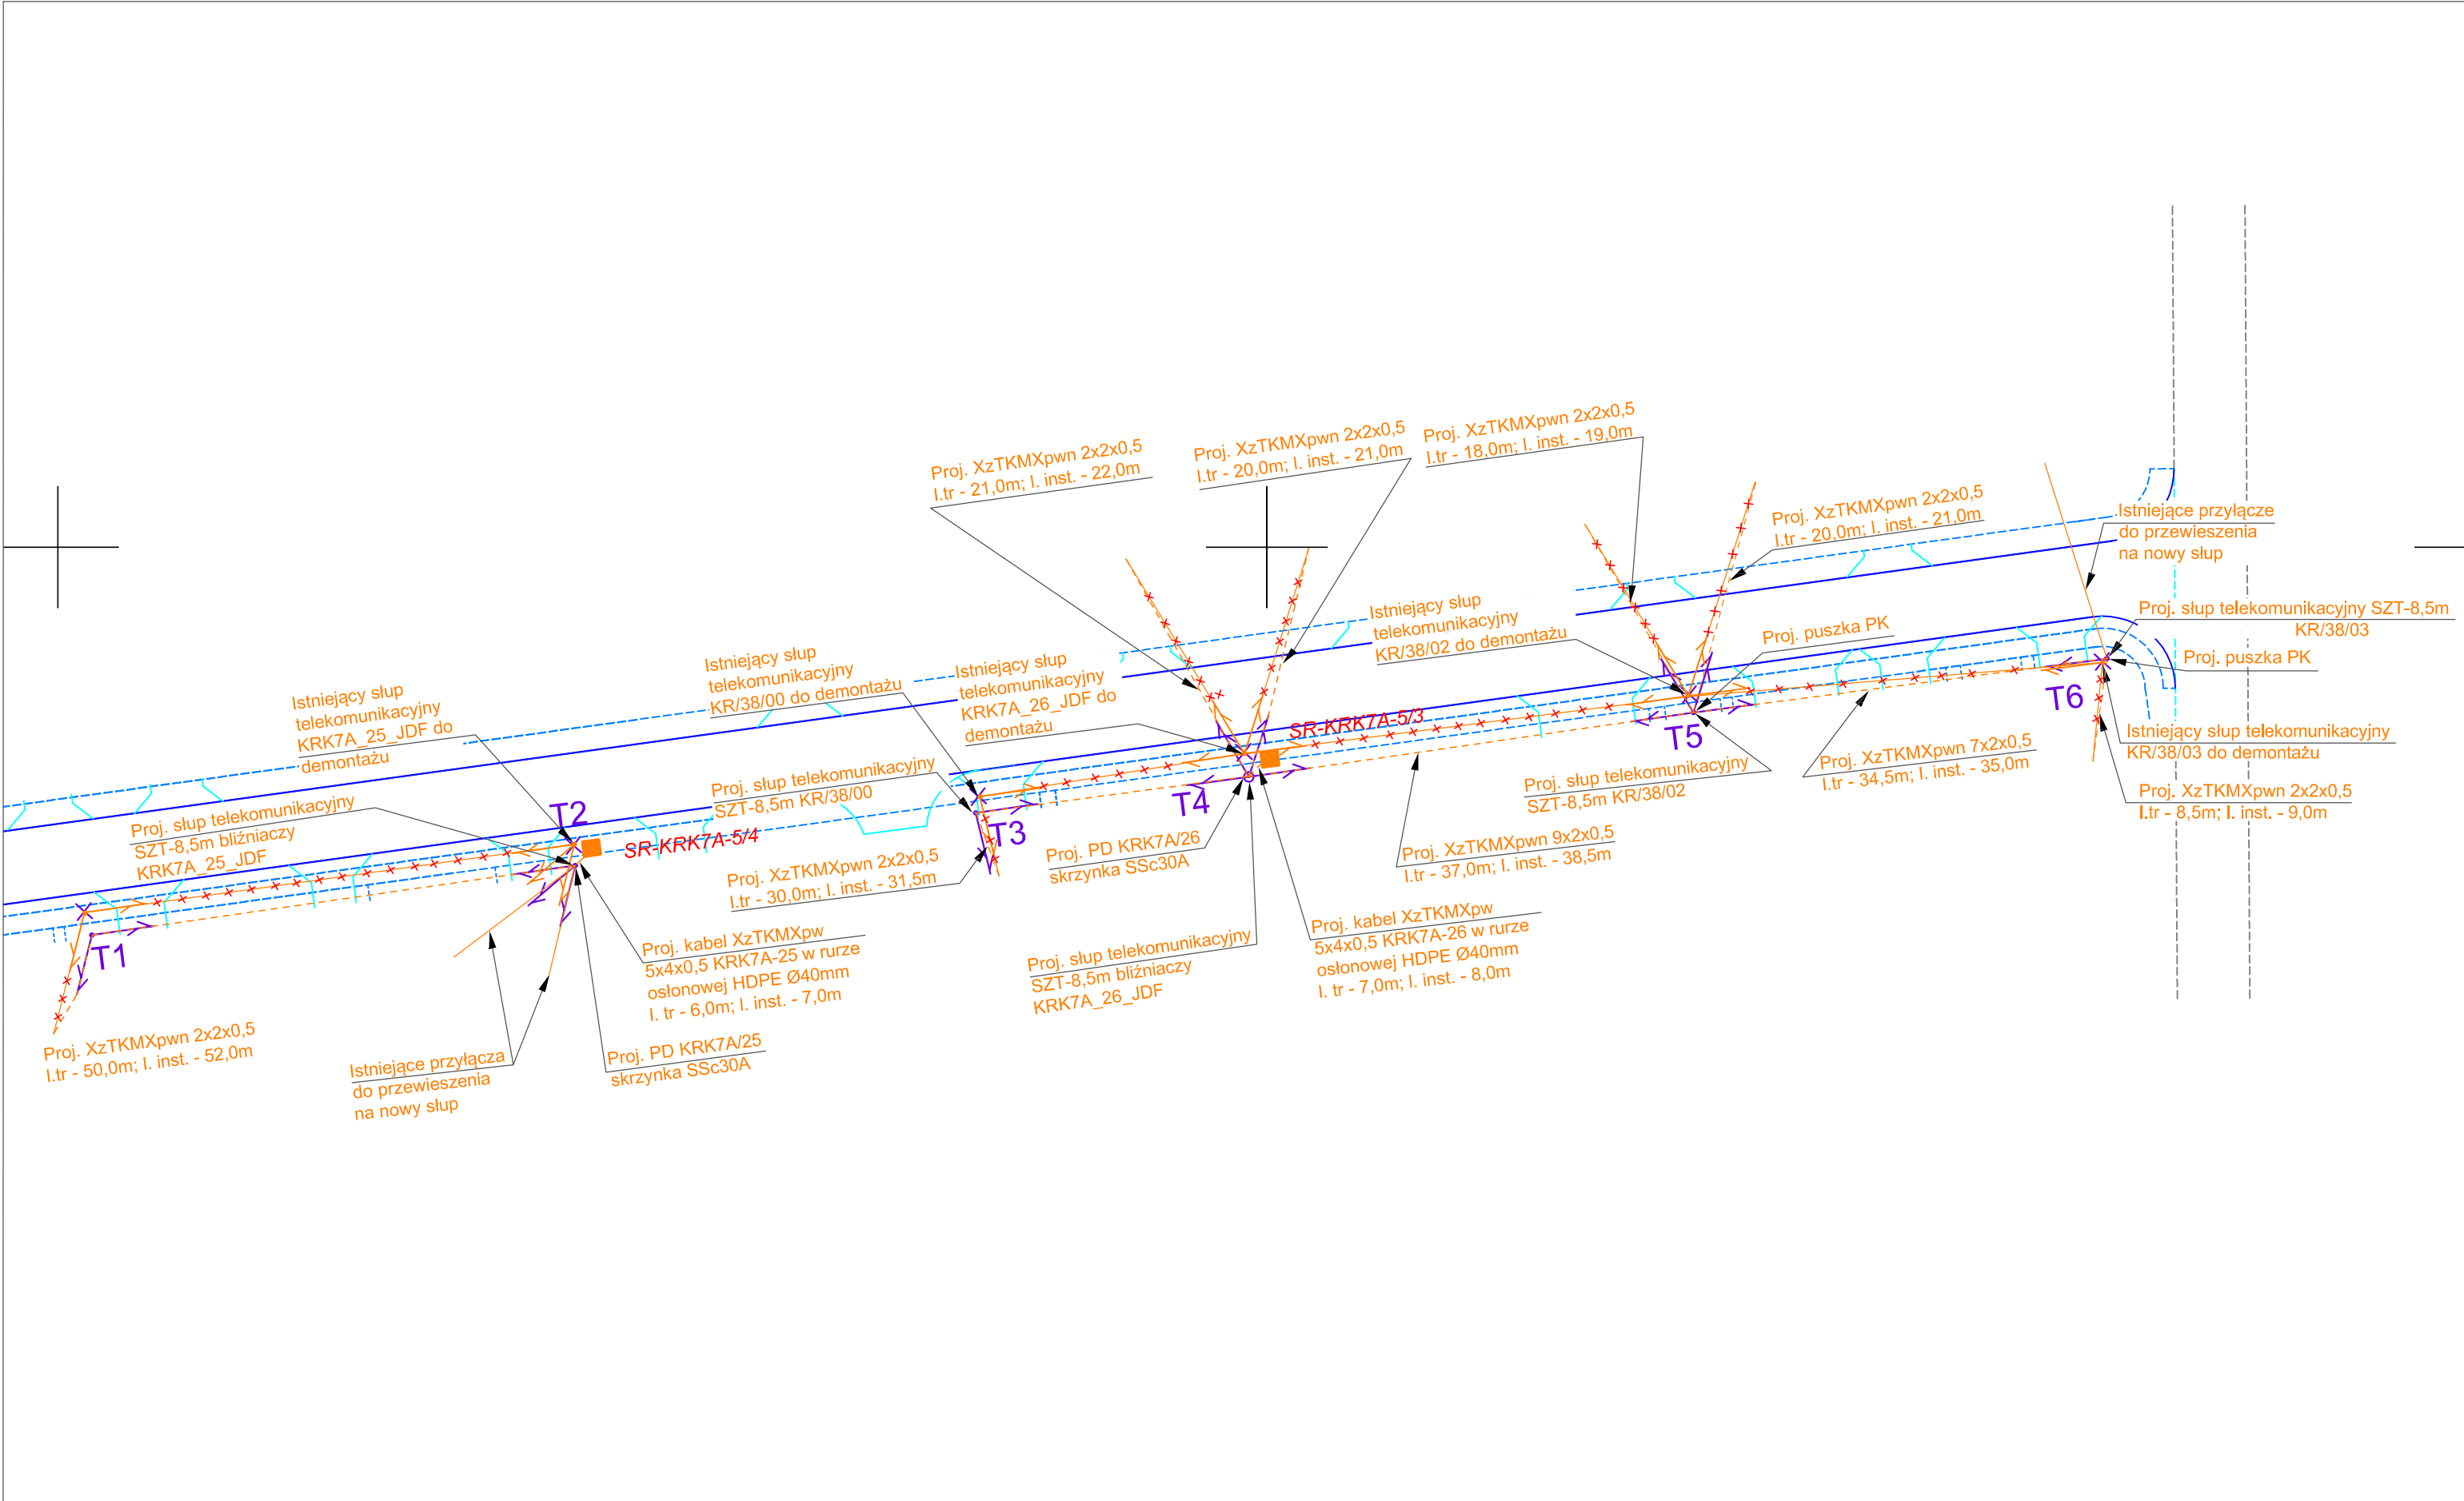 Proj. XzTKMXpwn 2x2x0,5
l.tr - 21,0m; l. inst. - 22,0m
Proj. XzTKMXpwn 2x2x0,5
l.tr - 20,0m; l. inst. - 21,0m
Proj. XzTKMXpwn 2x2x0,5
l.tr - 18,0m; l. inst. - 19,0m
Proj. XzTKMXpwn 2x2x0,5
l.tr - 20,0m; l. inst. - 21,0m
Istniejące przyłącze
do przewieszenia
na nowy słup
Proj. słup telekomunikacyjny SZT-8,5m
KR/38/03
Proj. puszka PK
Istniejący słup telekomunikacyjny
KR/38/03 do demontażu
Proj. XzTKMXpwn 2x2x0,5
l.tr - 8,5m; l. inst. - 9,0m
T6
Istniejący słup
telekomunikacyjny
KR/38/02 do demontażu
Proj. puszka PK
T5
Proj. XzTKMXpwn 7x2x0,5
l.tr - 34,5m; l. inst. - 35,0m
Proj. słup telekomunikacyjny
SZT-8,5m KR/38/02
Istniejący słup
telekomunikacyjny
KRK7A_26_JDF do
demontażu
SR-KRK7A-5/3
T4
Proj. XzTKMXpwn 9x2x0,5
l.tr - 37,0m; l. inst. - 38,5m
Proj. PD KRK7A/26
skrzynka SSc30A
Proj. kabel XzTKMXpw
5x4x0,5 KRK7A-26 w rurze
osłonowej HDPE Ø40mm
l. tr - 7,0m; l. inst. - 8,0m
Proj. słup telekomunikacyjny
SZT-8,5m bliźniaczy
KRK7A_26_JDF
Istniejący słup
telekomunikacyjny
KR/38/00 do demontażu
Proj. słup telekomunikacyjny
SZT-8,5m KR/38/00
T3
Proj. XzTKMXpwn 2x2x0,5
l.tr - 30,0m; l. inst. - 31,5m
Istniejący słup
telekomunikacyjny
KRK7A_25_JDF do
demontażu
Proj. słup telekomunikacyjny
SZT-8,5m bliźniaczy
KRK7A_25_JDF
T2
SR-KRK7A-5/4
Proj. kabel XzTKMXpw
5x4x0,5 KRK7A-25 w rurze
osłonowej HDPE Ø40mm
l. tr - 6,0m; l. inst. - 7,0m
Proj. PD KRK7A/25
skrzynka SSc30A
Istniejące przyłącza
do przewieszenia
na nowy słup
T1
Proj. XzTKMXpwn 2x2x0,5
l.tr - 50,0m; l. inst. - 52,0m